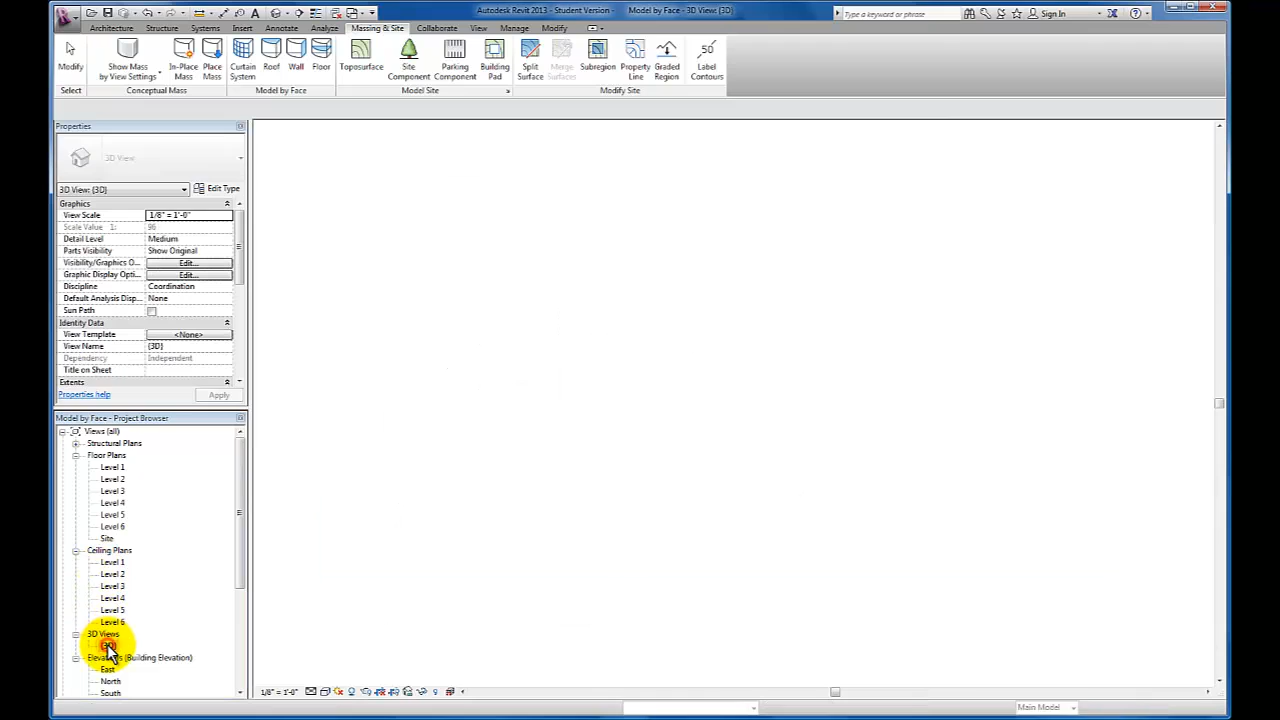 Autodesk Revit 2013 - Student Version - Model by Face - 3D View: {3D}
Type a keyword or phrase
Sign In
Architecture Structure Systems Insert Annotate Analyze Massing & Site Collaborate View Manage Modify
Modify
Show Mass
by View Settings
In-Place
Mass
Place
Mass
Curtain
System
Roof
Wall
Floor
Toposurface
Site
Component
Parking
Component
Building
Pad
Split
Surface
Merge
Surfaces
Subregion
Property
Line
Graded
Region
50
Label
Contours
Select
Conceptual Mass
Model by Face
Model Site
Modify Site
Properties
3D View
3D View: {3D}
Edit Type
Graphics
View Scale 1/8" = 1'-0"
Scale Value 1: 96
Detail Level Medium
Parts Visibility Show Original
Visibility/Graphics O... Edit...
Graphic Display Opti... Edit...
Discipline Coordination
Default Analysis Disp... None
Sun Path
Identity Data
View Template <None>
View Name {3D}
Dependency Independent
Title on Sheet
Extents
Properties help
Apply
Model by Face - Project Browser
Views (all)
Structural Plans
Floor Plans
Level 1
Level 2
Level 3
Level 4
Level 5
Level 6
Site
Ceiling Plans
Level 1
Level 2
Level 3
Level 4
Level 5
Level 6
3D Views
(Building Elevation)
East
North
South
1/8" = 1'-0"
Main Model